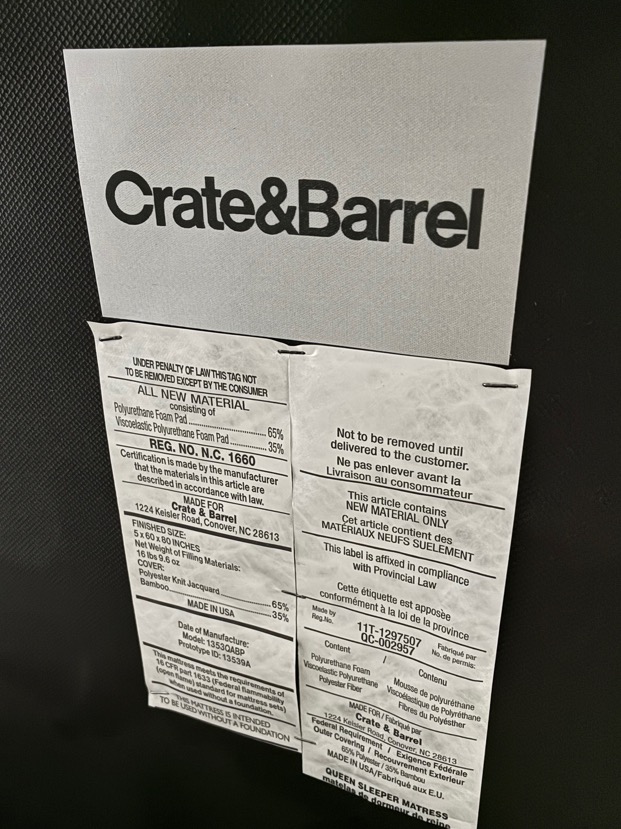 Crate&Barrel
UNDER PENALTY OF LAW THIS TAG NOT
TO BE REMOVED EXCEPT BY THE CONSUMER
ALL NEW MATERIAL
consisting of
Polyurethane Foam Pad .......................... 65%
Viscoelastic Polyurethane Foam Pad .......... 35%
REG. NO. N.C. 1660
Certification is made by the manufacturer
that the materials in this article are
described in accordance with law.
MADE FOR
Crate & Barrel
1224 Keisler Road, Conover, NC 28613
FINISHED SIZE:
5 x 60 x 80 INCHES
Net Weight of Filling Materials:
16 lbs 9.6 oz
COVER:
Polyester Knit Jacquard .................. 65%
Bamboo .................................. 35%
MADE IN USA
Date of Manufacture:
Model: 1353QABP
Prototype ID: 13539A
This mattress meets the requirements of
16 CFR part 1633 (Federal flammability
(open flame) standard for mattress sets)
when used without a foundation.
THIS MATTRESS IS INTENDED
TO BE USED WITHOUT A FOUNDATION
Not to be removed until
delivered to the customer.
Ne pas enlever avant la
Livraison au consommateur
This article contains
NEW MATERIAL ONLY
Cet article contient des
MATÉRIAUX NEUFS SUELEMENT
This label is affixed in compliance
with Provincial Law
Cette étiquette est apposée
conformément à la loi de la province
Made by
Reg.No.
11T-1297507
QC-002957
Fabriqué par
No. de permis:
Content / Contenu
Polyurethane Foam Mousse de polyuréthane
Viscoelastic Polyurethane Viscoélastique de Polyréthane
Polyester Fiber Fibres du Polyésther
MADE FOR / Fabriqué par
Crate & Barrel
1224 Keisler Road, Conover, NC 28613
Federal Requirement / Exigence Fédérale
Outer Covering / Recouvrement Exterieur
65% Polyester / 35% Bamboo
MADE IN USA/Fabriqué aux E.U.
QUEEN SLEEPER MATRESS
matelas de dormeur de reine